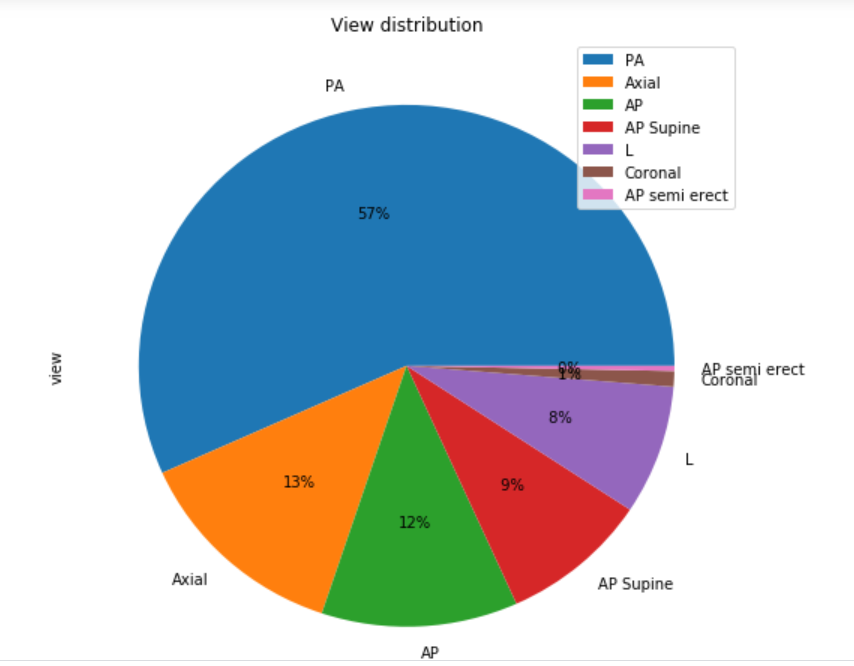 View distribution
PA
Axial
AP
AP Supine
L
Coronal
AP semi erect
PA
57%
view
0%
1%
AP semi erect
Coronal
8%
L
13%
9%
12%
Axial
AP Supine
AP